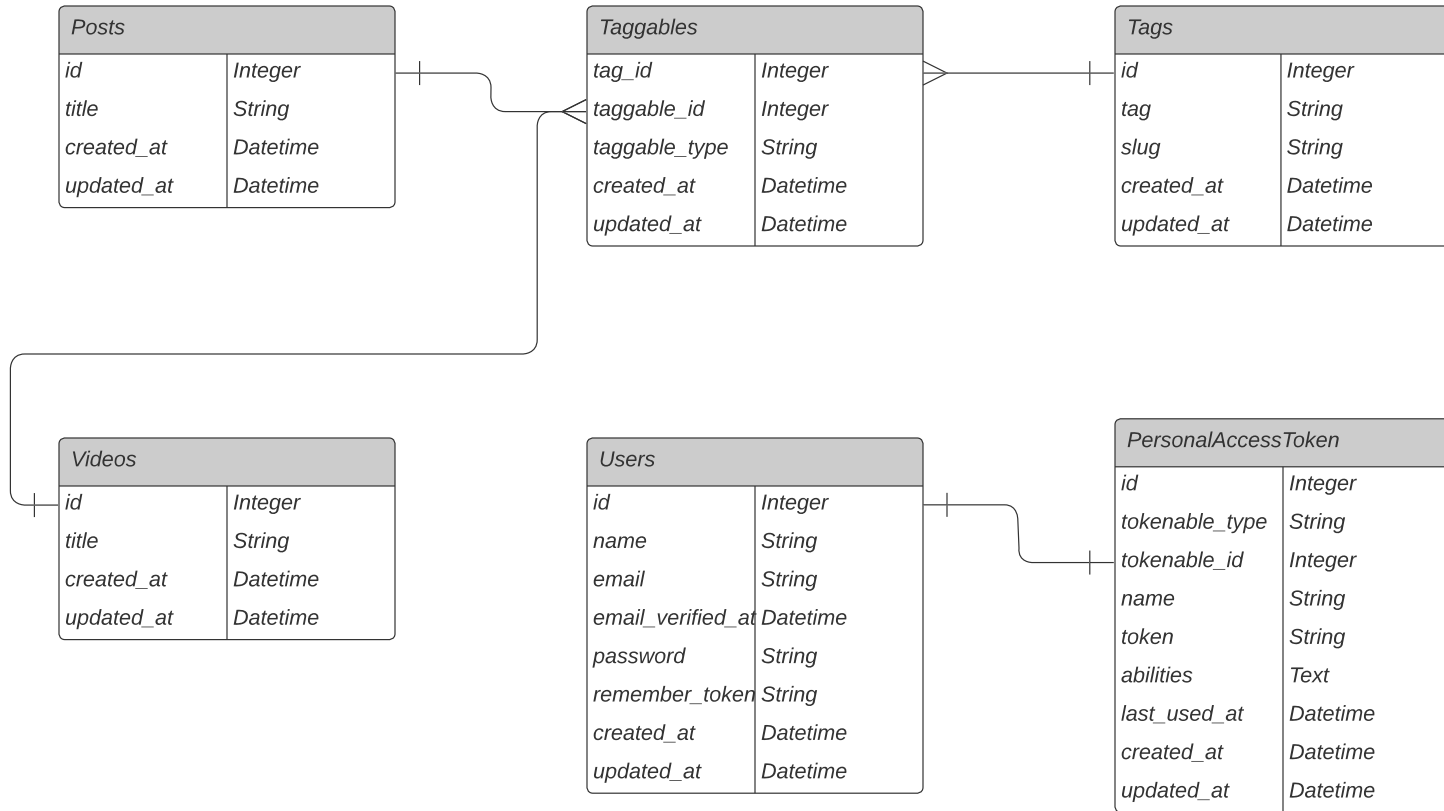 Posts
id Integer
title String
created_at Datetime
updated_at Datetime
Taggables
tag_id Integer
taggable_id Integer
taggable_type String
created_at Datetime
updated_at Datetime
Tags
id Integer
tag String
slug String
created_at Datetime
updated_at Datetime
Videos
id Integer
title String
created_at Datetime
updated_at Datetime
Users
id Integer
name String
email String
email_verified_at Datetime
password String
remember_token String
created_at Datetime
updated_at Datetime
PersonalAccessToken
id Integer
tokenable_type String
tokenable_id Integer
name String
token String
abilities Text
last_used_at Datetime
created_at Datetime
updated_at Datetime